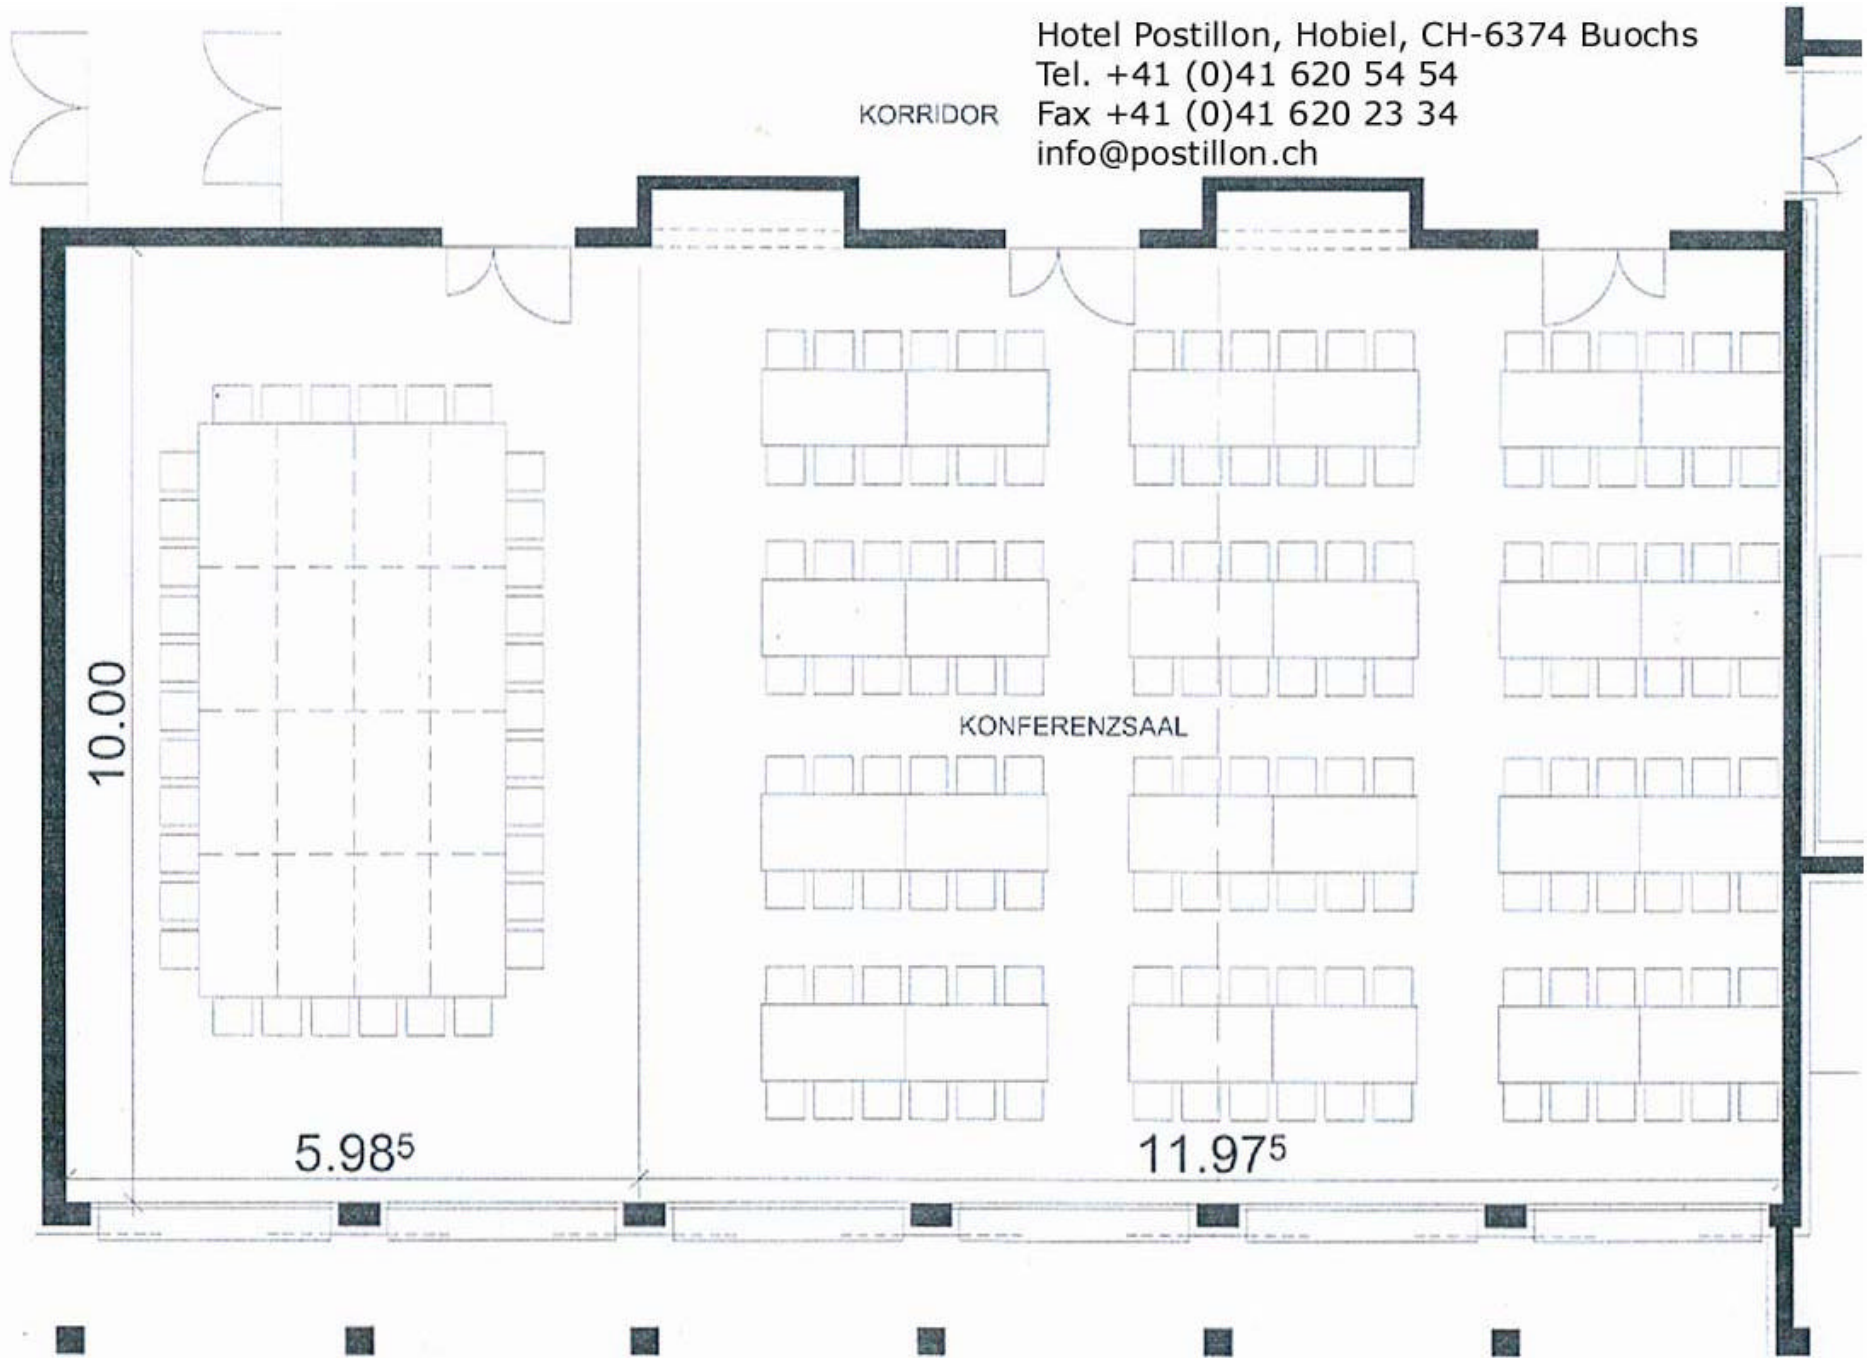 Hotel Postillon, Hobiel, CH-6374 Buochs
Tel. +41 (0)41 620 54 54
KORRIDOR
Fax +41 (0)41 620 23 34
info@postillon.ch
10.00
KONFERENZSAAL
5.98⁵
11.97⁵